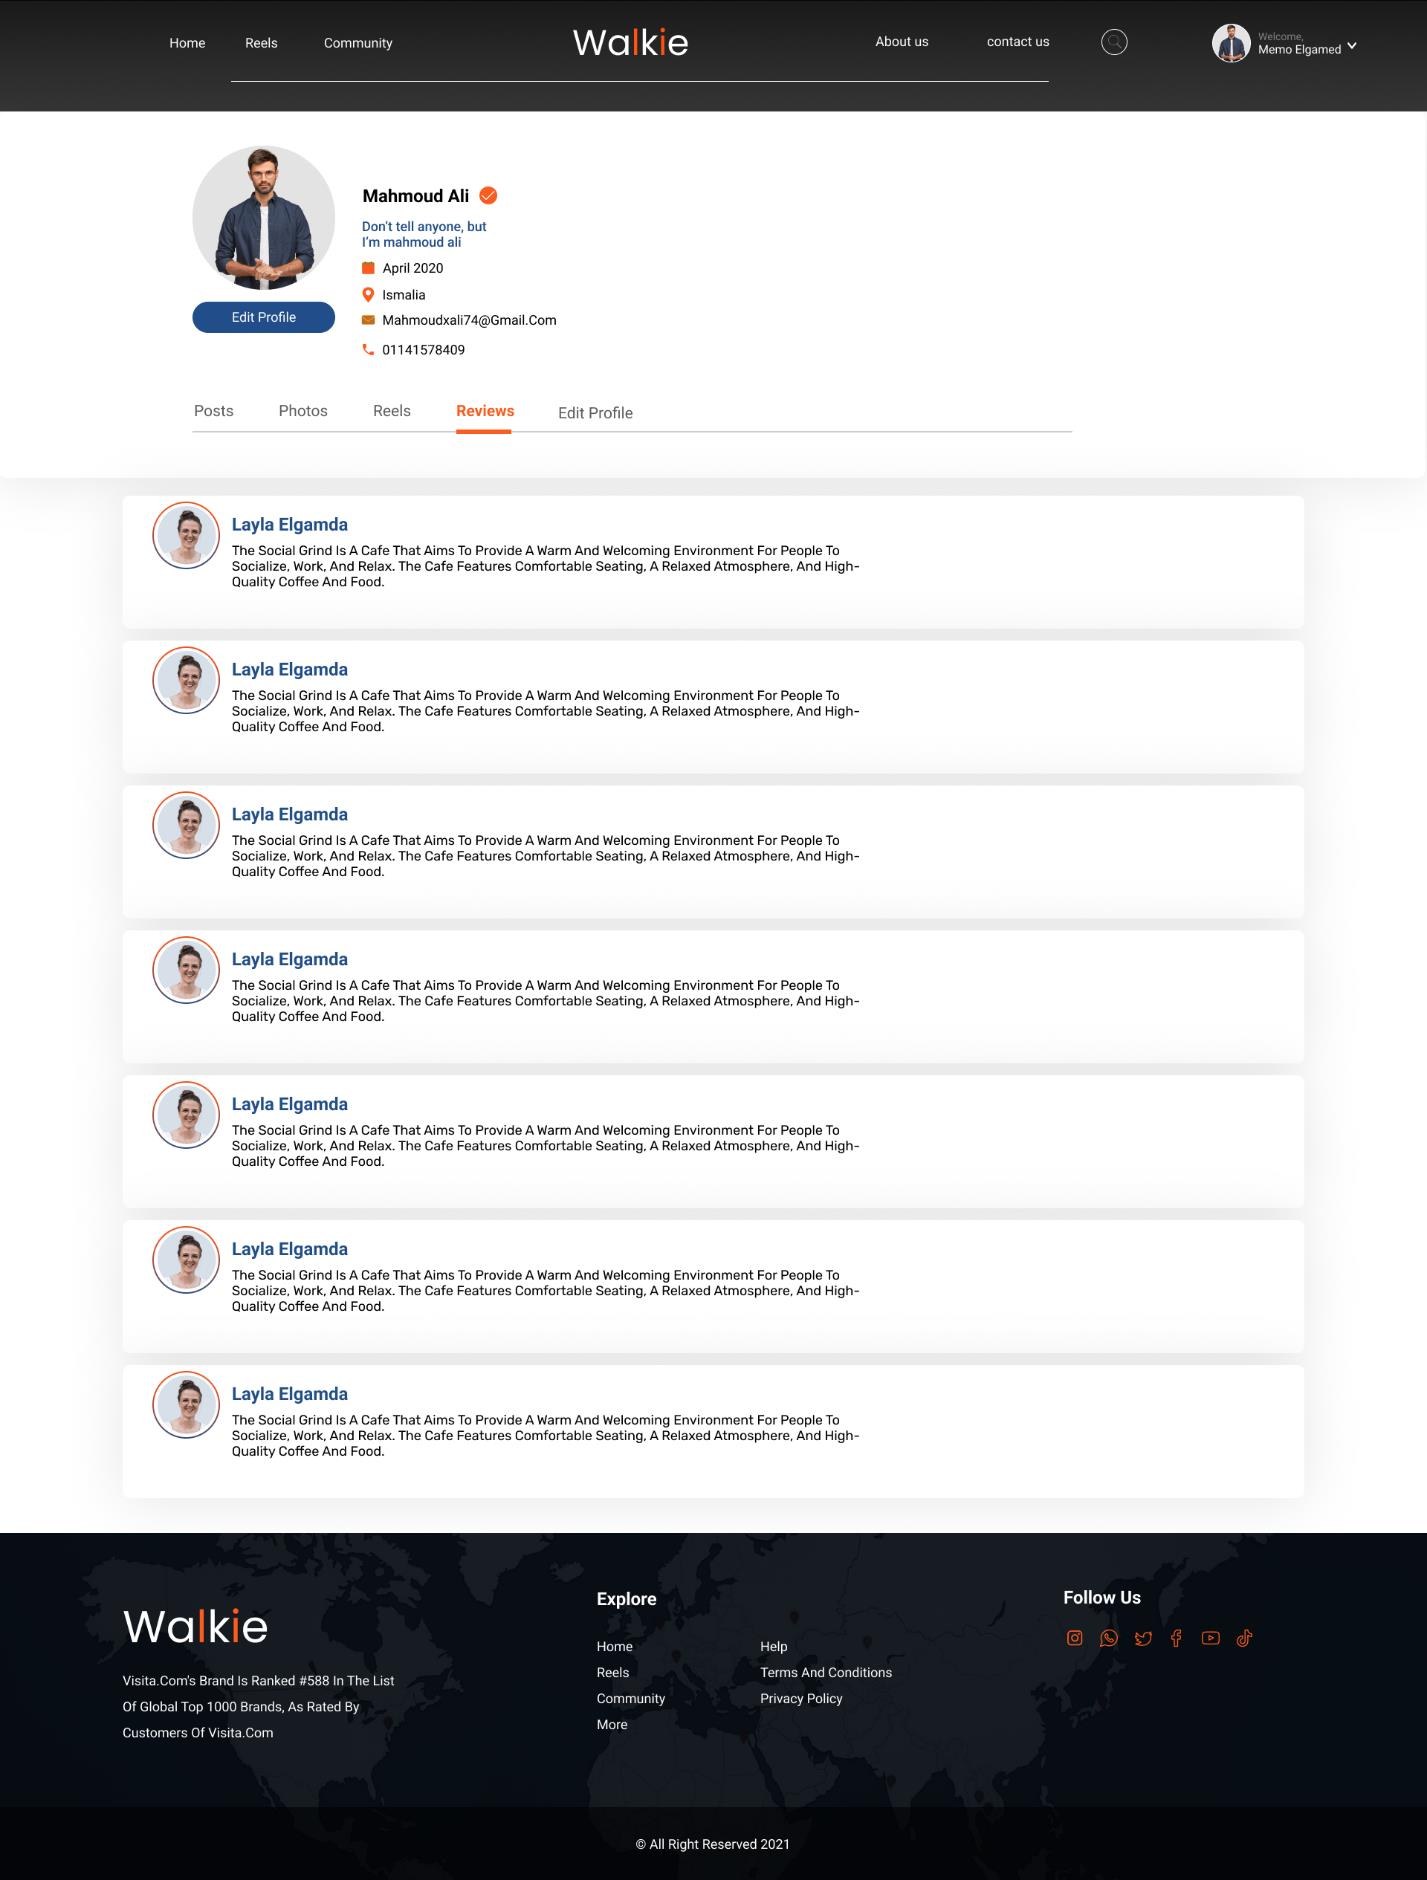 Home Reels Community Walkie About us contact us Welcome,
Memo Elgamed
Mahmoud Ali
Don't tell anyone, but
I'm mahmoud ali
April 2020
Ismalia
Mahmoudxali74@Gmail.Com
01141578409
Edit Profile
Posts Photos Reels Reviews Edit Profile
Layla Elgamda
The Social Grind Is A Cafe That Aims To Provide A Warm And Welcoming Environment For People To
Socialize, Work, And Relax. The Cafe Features Comfortable Seating, A Relaxed Atmosphere, And High-
Quality Coffee And Food.
Layla Elgamda
The Social Grind Is A Cafe That Aims To Provide A Warm And Welcoming Environment For People To
Socialize, Work, And Relax. The Cafe Features Comfortable Seating, A Relaxed Atmosphere, And High-
Quality Coffee And Food.
Layla Elgamda
The Social Grind Is A Cafe That Aims To Provide A Warm And Welcoming Environment For People To
Socialize, Work, And Relax. The Cafe Features Comfortable Seating, A Relaxed Atmosphere, And High-
Quality Coffee And Food.
Layla Elgamda
The Social Grind Is A Cafe That Aims To Provide A Warm And Welcoming Environment For People To
Socialize, Work, And Relax. The Cafe Features Comfortable Seating, A Relaxed Atmosphere, And High-
Quality Coffee And Food.
Layla Elgamda
The Social Grind Is A Cafe That Aims To Provide A Warm And Welcoming Environment For People To
Socialize, Work, And Relax. The Cafe Features Comfortable Seating, A Relaxed Atmosphere, And High-
Quality Coffee And Food.
Layla Elgamda
The Social Grind Is A Cafe That Aims To Provide A Warm And Welcoming Environment For People To
Socialize, Work, And Relax. The Cafe Features Comfortable Seating, A Relaxed Atmosphere, And High-
Quality Coffee And Food.
Layla Elgamda
The Social Grind Is A Cafe That Aims To Provide A Warm And Welcoming Environment For People To
Socialize, Work, And Relax. The Cafe Features Comfortable Seating, A Relaxed Atmosphere, And High-
Quality Coffee And Food.
Walkie
Visita.Com's Brand Is Ranked #588 In The List
Of Global Top 1000 Brands, As Rated By
Customers Of Visita.Com
Explore
Home
Reels
Community
More
Help
Terms And Conditions
Privacy Policy
Follow Us
© All Right Reserved 2021